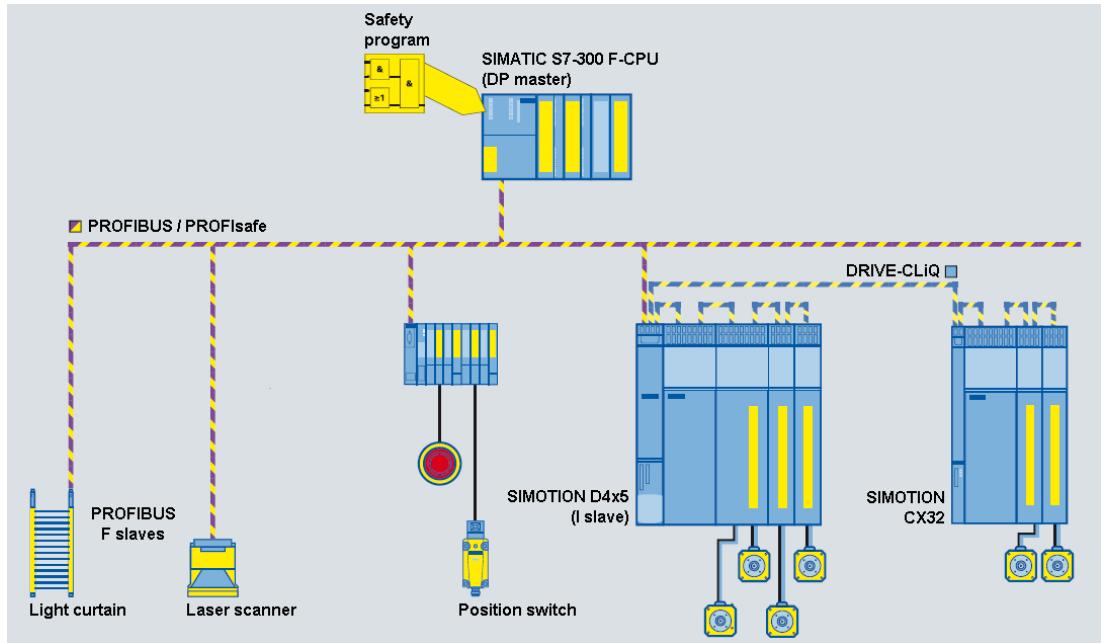 Safety
program
&
&
≥1
SIMATIC S7-300 F-CPU
(DP master)
PROFIBUS / PROFIsafe
DRIVE-CLiQ
SIMOTION D4x5
(I slave)
SIMOTION
CX32
PROFIBUS
F slaves
Light curtain
Laser scanner
Position switch